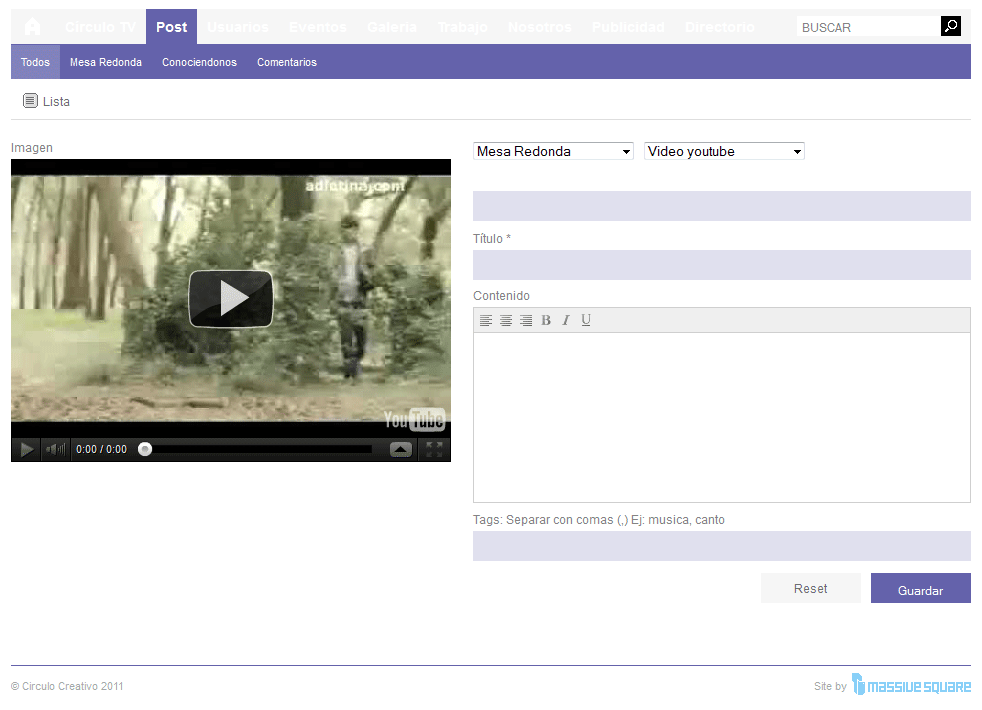 Circulo TV Post Usuarios Eventos Galeria Trabajo Nosotros Publicidad Directorio BUSCAR
Todos Mesa Redonda Conociendonos Comentarios
Lista
Imagen
Mesa Redonda Video youtube
adlatina.com
Título *
Contenido
B I U
YouTube
0:00 / 0:00
Tags: Separar con comas (,) Ej: musica, canto
Reset Guardar
© Circulo Creativo 2011 Site by MASSIVE SQUARE